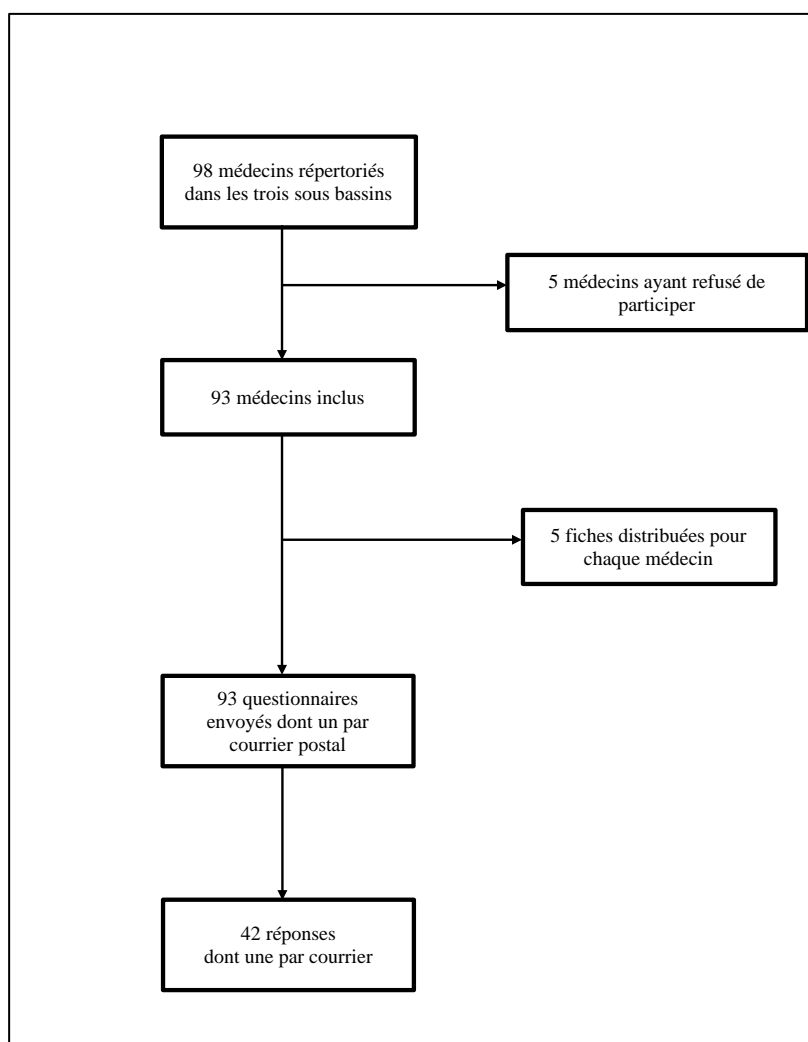 98 médecins répertoriés
dans les trois sous bassins
5 médecins ayant refusé de
participer
93 médecins inclus
5 fiches distribuées pour
chaque médecin
93 questionnaires
envoyés dont un par
courrier postal
42 réponses
dont une par courrier